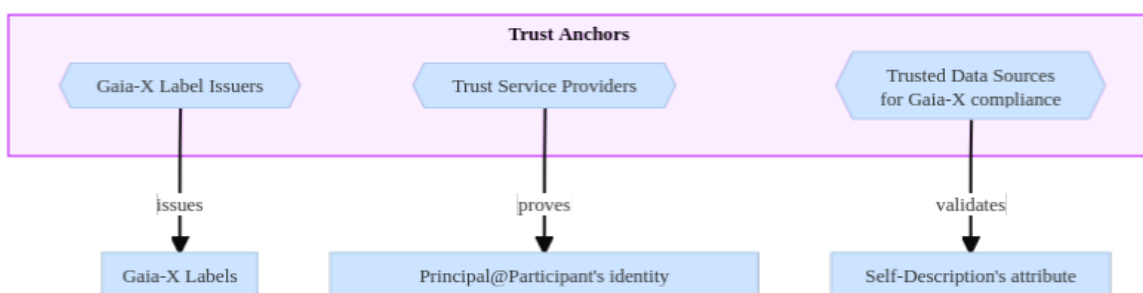 Trust Anchors
Gaia-X Label Issuers
Trust Service Providers
Trusted Data Sources
for Gaia-X compliance
issues
proves
validates
Gaia-X Labels
Principal@Participant's identity
Self-Description's attribute